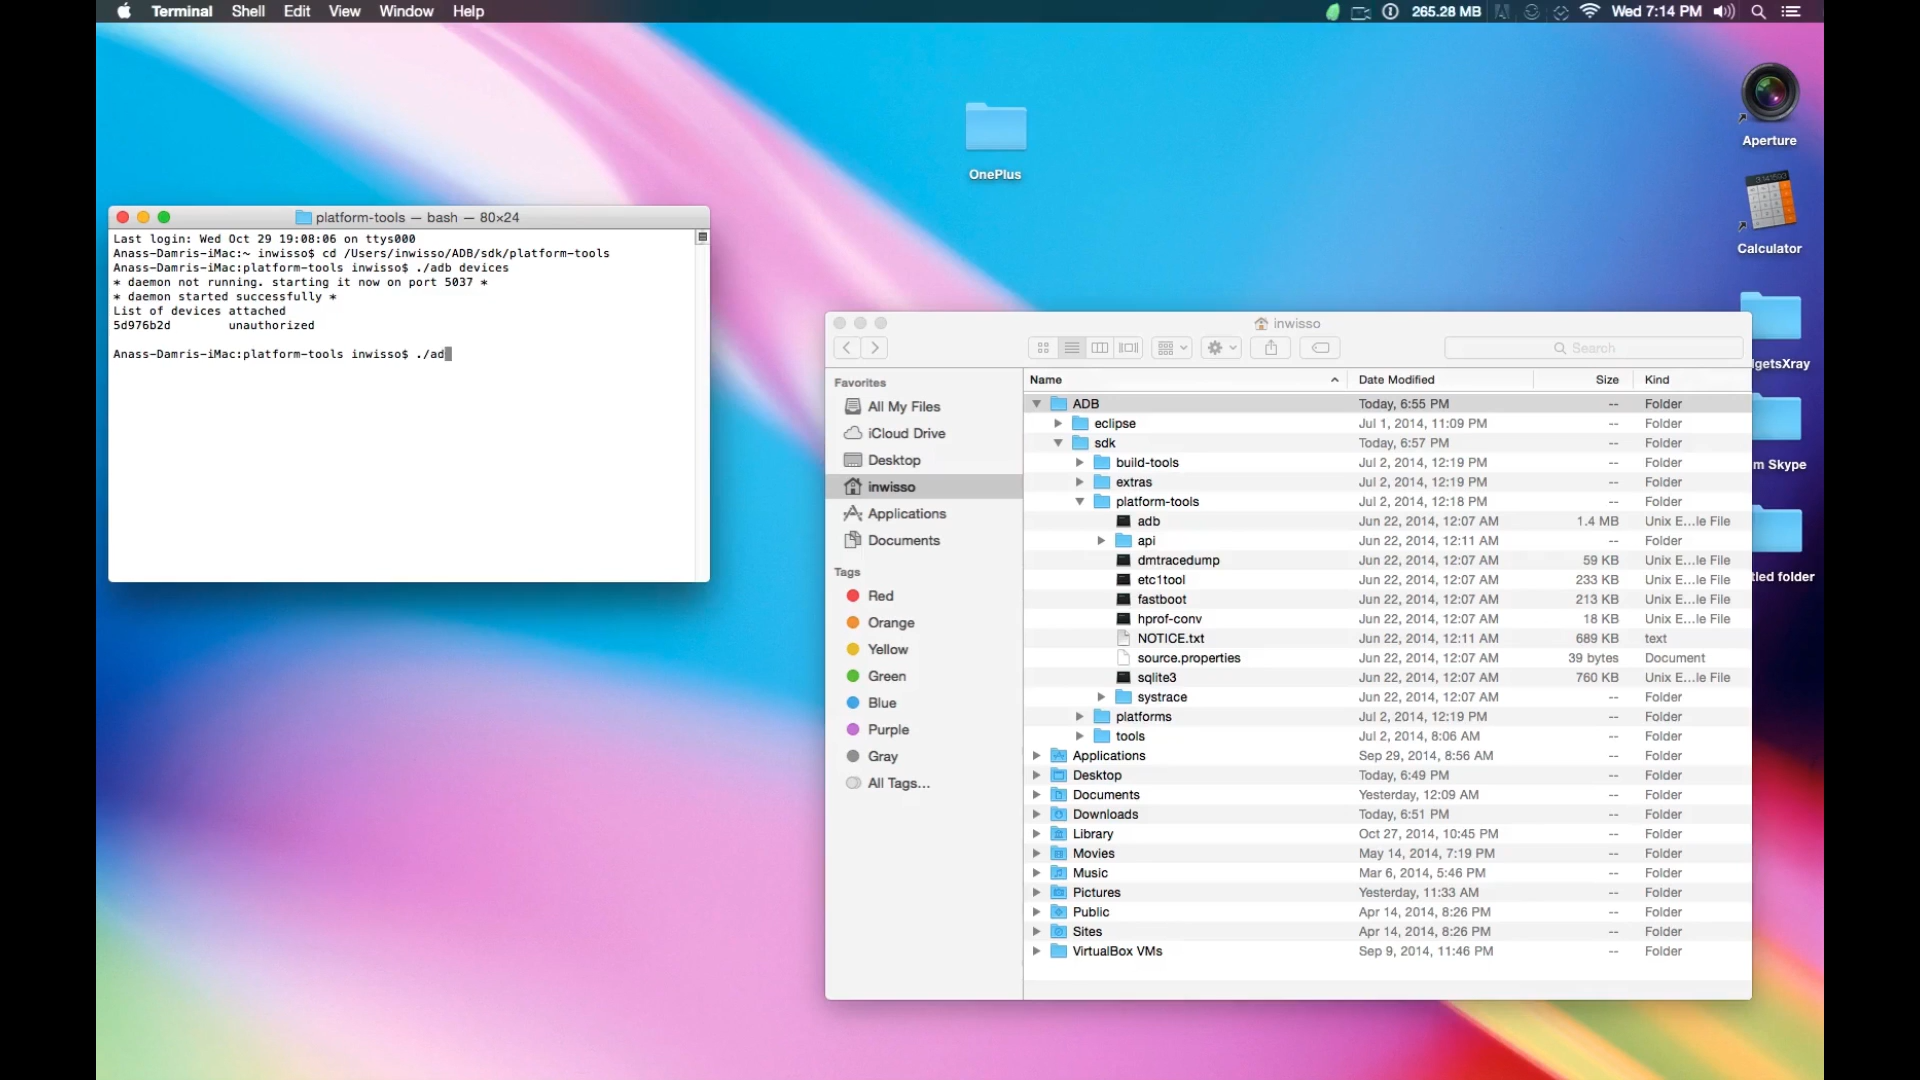 Terminal Shell Edit View Window Help 265.28 MB Wed 7:14 PM
OnePlus
Aperture
Calculator
igetsXray
m Skype
tled folder
platform-tools — bash — 80×24
Last login: Wed Oct 29 19:08:06 on ttys000
Anass-Damris-iMac:~ inwisso$ cd /Users/inwisso/ADB/sdk/platform-tools
Anass-Damris-iMac:platform-tools inwisso$ ./adb devices
* daemon not running. starting it now on port 5037 *
* daemon started successfully *
List of devices attached
5d976b2d unauthorized
Anass-Damris-iMac:platform-tools inwisso$ ./ad
inwisso
Search
Favorites
All My Files
iCloud Drive
Desktop
inwisso
Applications
Documents
Tags
Red
Orange
Yellow
Green
Blue
Purple
Gray
All Tags...
Name Date Modified Size Kind
ADB Today, 6:55 PM -- Folder
eclipse Jul 1, 2014, 11:09 PM -- Folder
sdk Today, 6:57 PM -- Folder
build-tools Jul 2, 2014, 12:19 PM -- Folder
extras Jul 2, 2014, 12:19 PM -- Folder
platform-tools Jul 2, 2014, 12:18 PM -- Folder
adb Jun 22, 2014, 12:07 AM 1.4 MB Unix E...le File
api Jun 22, 2014, 12:11 AM -- Folder
dmtracedump Jun 22, 2014, 12:07 AM 59 KB Unix E...le File
etc1tool Jun 22, 2014, 12:07 AM 233 KB Unix E...le File
fastboot Jun 22, 2014, 12:07 AM 213 KB Unix E...le File
hprof-conv Jun 22, 2014, 12:07 AM 18 KB Unix E...le File
NOTICE.txt Jun 22, 2014, 12:11 AM 689 KB text
source.properties Jun 22, 2014, 12:07 AM 39 bytes Document
sqlite3 Jun 22, 2014, 12:07 AM 760 KB Unix E...le File
systrace Jun 22, 2014, 12:07 AM -- Folder
platforms Jul 2, 2014, 12:19 PM -- Folder
tools Jul 2, 2014, 8:06 AM -- Folder
Applications Sep 29, 2014, 8:56 AM -- Folder
Desktop Today, 6:49 PM -- Folder
Documents Yesterday, 12:09 AM -- Folder
Downloads Today, 6:51 PM -- Folder
Library Oct 27, 2014, 10:45 PM -- Folder
Movies May 14, 2014, 7:19 PM -- Folder
Music Mar 6, 2014, 5:46 PM -- Folder
Pictures Yesterday, 11:33 AM -- Folder
Public Apr 14, 2014, 8:26 PM -- Folder
Sites Apr 14, 2014, 8:26 PM -- Folder
VirtualBox VMs Sep 9, 2014, 11:46 PM -- Folder